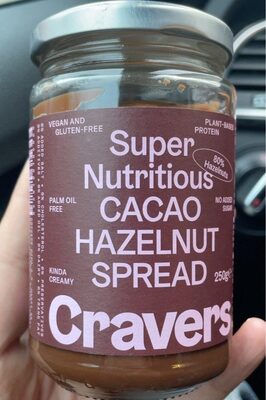 VEGAN AND
GLUTEN-FREE
PLANT-BASED
PROTEIN
Super
Nutritious
60%
Hazelnuts
PALM OIL
FREE
CACAO
NO ADDED
SUGAR
HAZELNUT
KINDA
CREAMY
SPREAD
250g
Cravers